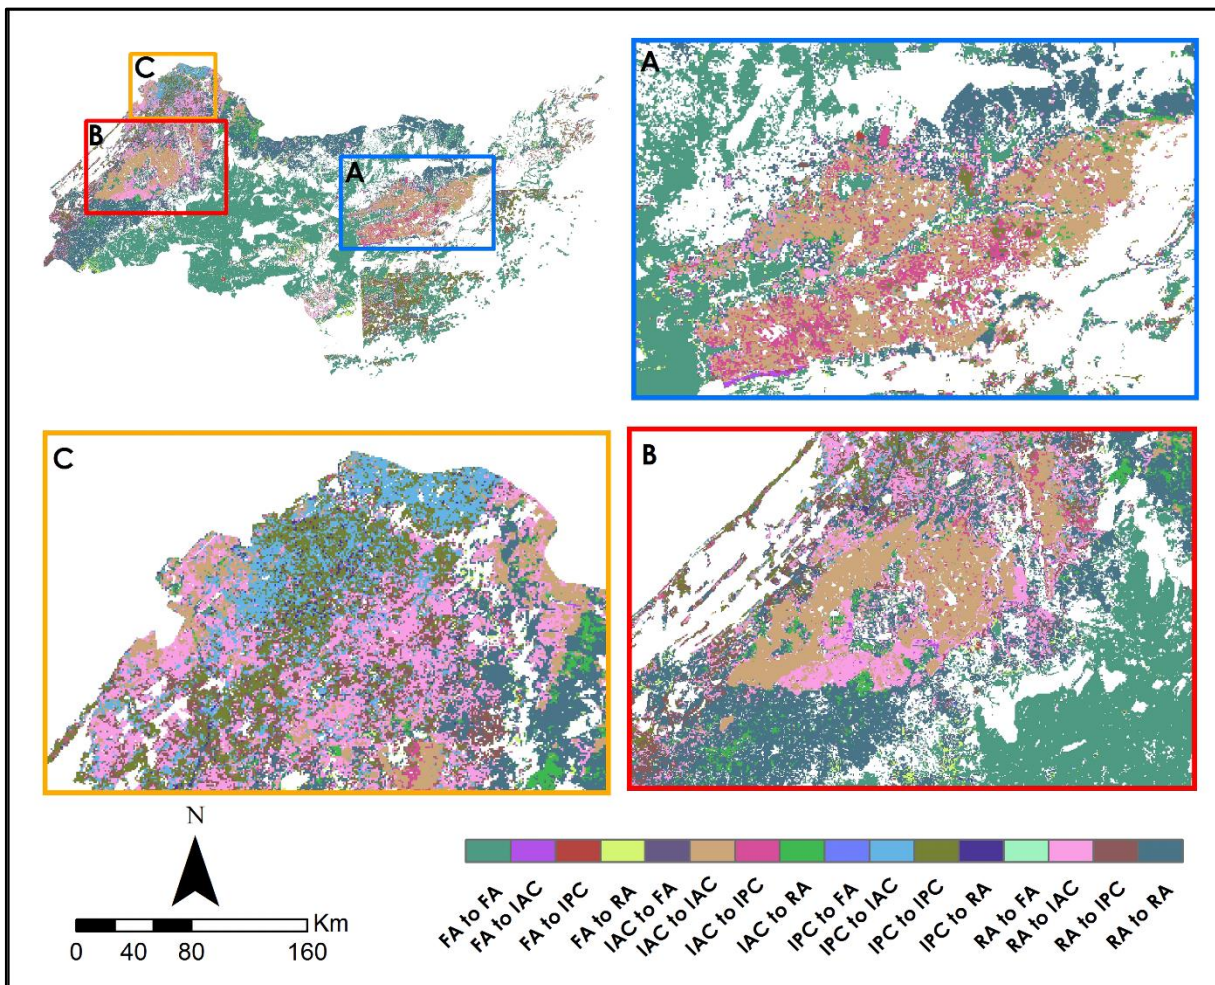 C
B
A
A
C
B
N
Km
0 40 80 160
FA to FA
FA to IAC
FA to IPC
FA to RA
IAC to FA
IAC to IAC
IAC to IPC
IAC to RA
IPC to FA
IPC to IAC
IPC to IPC
IPC to RA
RA to FA
RA to IAC
RA to IPC
RA to RA